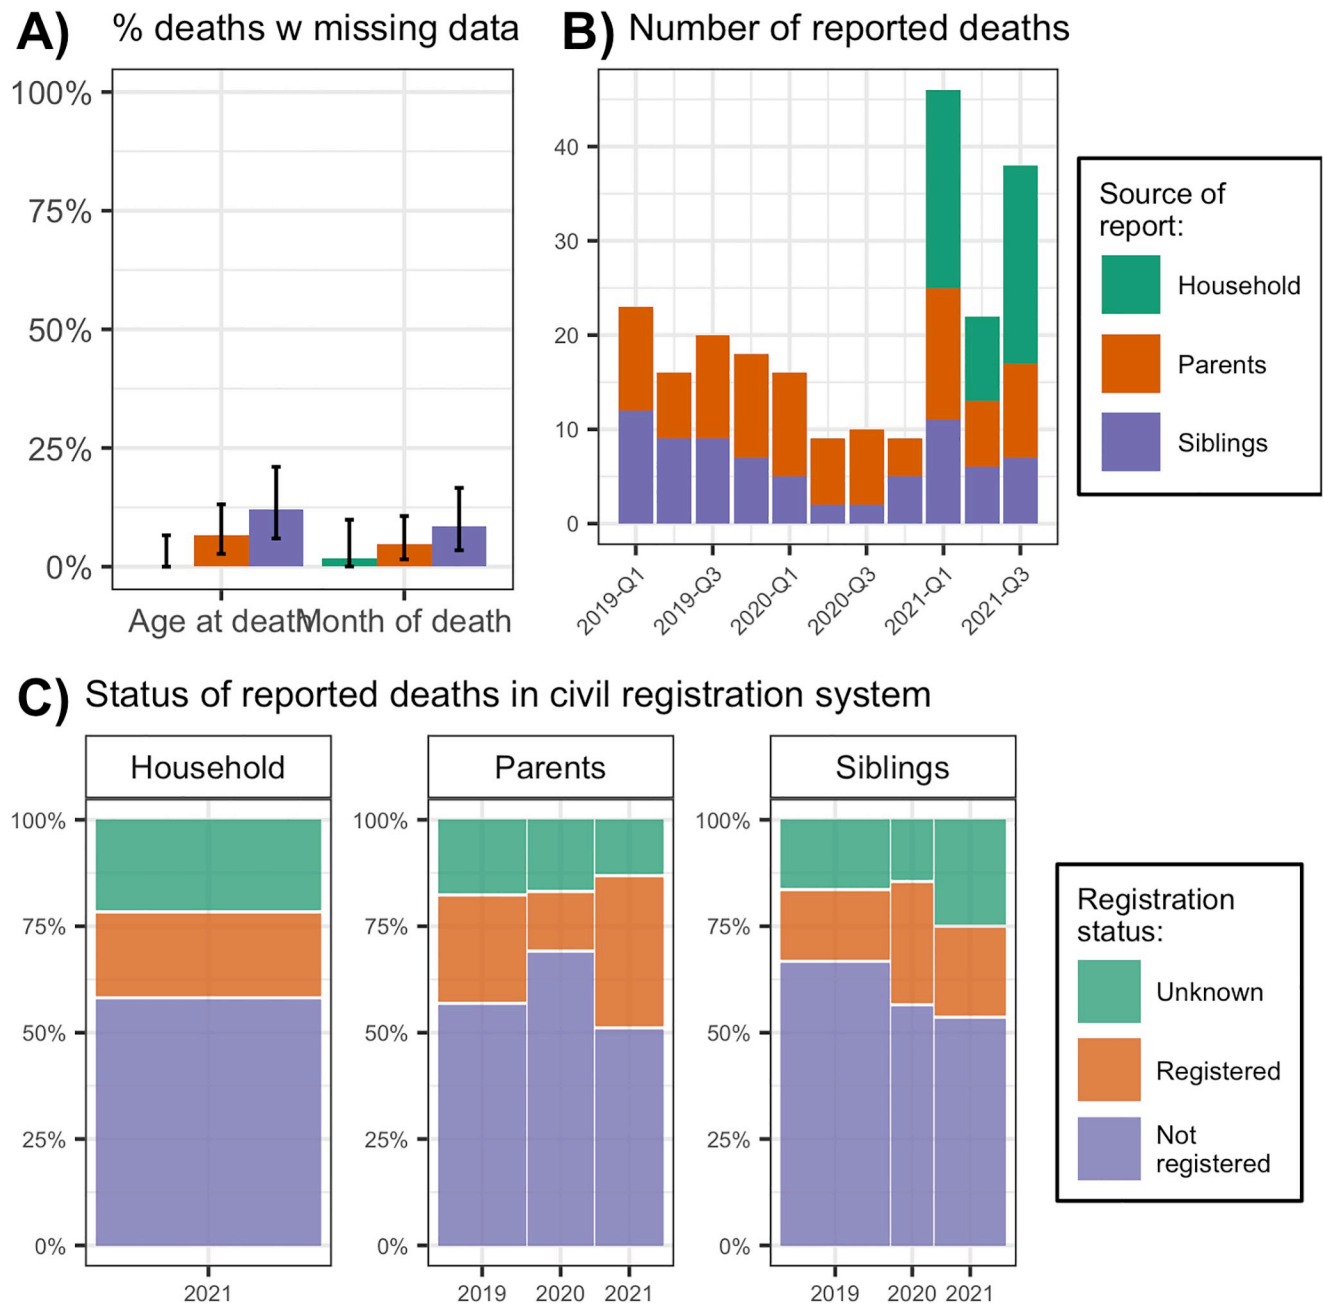 A) % deaths w missing data
100%
75%
50%
25%
0%
Age at death
Month of death
B) Number of reported deaths
40
30
20
10
0
2019-Q1
2019-Q3
2020-Q1
2020-Q3
2021-Q1
2021-Q3
Source of
report:
Household
Parents
Siblings
C) Status of reported deaths in civil registration system
Household
100%
75%
50%
25%
0%
2021
Parents
100%
75%
50%
25%
0%
2019 2020 2021
Siblings
100%
75%
50%
25%
0%
2019 2020 2021
Registration
status:
Unknown
Registered
Not
registered